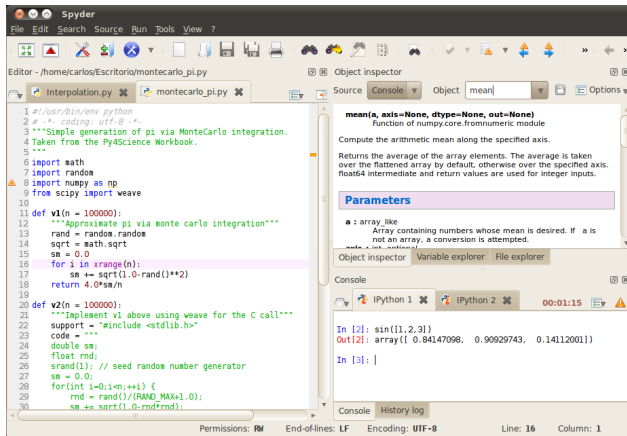 Spyder
File Edit Search Source Run Tools View ?
Editor - /home/carlos/Escritorio/montecarlo_pi.py
Interpolation.py montecarlo_pi.py
1 #!/usr/bin/env python
2 # -*- coding: utf-8 -*-
3 """Simple generation of pi via MonteCarlo integration.
4 Taken from the Py4Science Workbook.
5 """
6 import math
7 import random
8 import numpy as np
9 from scipy import weave
10
11 def v1(n = 100000):
12 """Approximate pi via monte carlo integration"""
13 rand = random.random
14 sqrt = math.sqrt
15 sm = 0.0
16 for i in xrange(n):
17 sm += sqrt(1.0-rand()**2)
18 return 4.0*sm/n
19
20 def v2(n = 100000):
21 """Implement v1 above using weave for the C call"""
22 support = "#include <stdlib.h>"
23 code = """
24 double sm;
25 float rnd;
26 srand(1); // seed random number generator
27 sm = 0.0;
28 for(int i=0;i<n;++i) {
29 rnd = rand()/(RAND_MAX+1.0);
30 sm += sqrt(1.0-rnd*rnd);
Object inspector
Source Console Object mean Options
mean(a, axis=None, dtype=None, out=None)
Function of numpy.core.fromnumeric module
Compute the arithmetic mean along the specified axis.
Returns the average of the array elements. The average is taken
over the flattened array by default, otherwise over the specified axis.
float64 intermediate and return values are used for integer inputs.
Parameters
a : array_like
Array containing numbers whose mean is desired. If a is
not an array, a conversion is attempted.
axis : int, optional
Object inspector Variable explorer File explorer
Console
IPython 1 IPython 2 00:01:15
In [2]: sin([1,2,3])
Out[2]: array([ 0.84147098, 0.90929743, 0.14112001])
In [3]:
Console History log
Permissions: RW End-of-lines: LF Encoding: UTF-8 Line: 16 Column: 1